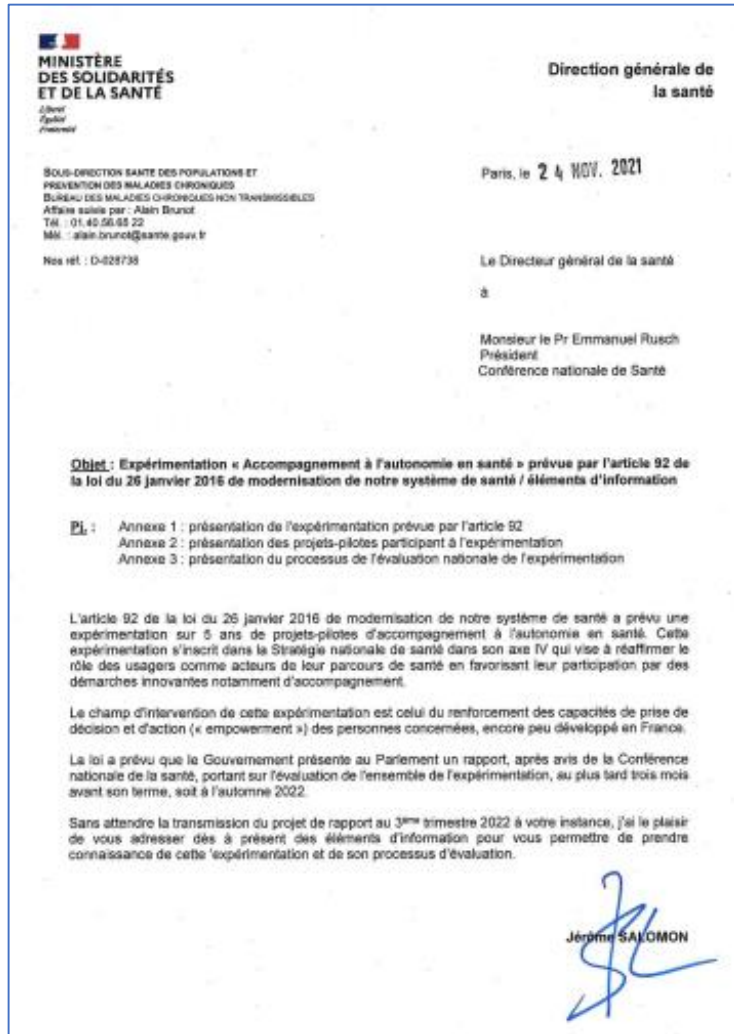 MINISTÈRE
DES SOLIDARITÉS
ET DE LA SANTÉ
Liberté
Égalité
Fraternité
Direction générale de
la santé
SOUS-DIRECTION SANTE DES POPULATIONS ET
PREVENTION DES MALADIES CHRONIQUES
BUREAU DES MALADIES CHRONIQUES NON TRANSMISSIBLES
Affaire suivie par : Alain Brunot
Tél. : 01.40.56.65 22
Mél. : alain.brunot@sante.gouv.fr
Nos réf. : D-028738
Paris, le 24 NOV. 2021
Le Directeur général de la santé
à
Monsieur le Pr Emmanuel Rusch
Président
Conférence nationale de Santé
Objet : Expérimentation « Accompagnement à l'autonomie en santé » prévue par l'article 92 de
la loi du 26 janvier 2016 de modernisation de notre système de santé / éléments d'information
Pj. : Annexe 1 : présentation de l'expérimentation prévue par l'article 92
Annexe 2 : présentation des projets-pilotes participant à l'expérimentation
Annexe 3 : présentation du processus de l'évaluation nationale de l'expérimentation
L'article 92 de la loi du 26 janvier 2016 de modernisation de notre système de santé a prévu une
expérimentation sur 5 ans de projets-pilotes d'accompagnement à l'autonomie en santé. Cette
expérimentation s'inscrit dans la Stratégie nationale de santé dans son axe IV qui vise à réaffirmer le
rôle des usagers comme acteurs de leur parcours de santé en favorisant leur participation par des
démarches innovantes notamment d'accompagnement.
Le champ d'intervention de cette expérimentation est celui du renforcement des capacités de prise de
décision et d'action (« empowerment ») des personnes concernées, encore peu développé en France.
La loi a prévu que le Gouvernement présente au Parlement un rapport, après avis de la Conférence
nationale de la santé, portant sur l'évaluation de l'ensemble de l'expérimentation, au plus tard trois mois
avant son terme, soit à l'automne 2022.
Sans attendre la transmission du projet de rapport au 3ème trimestre 2022 à votre instance, j'ai le plaisir
de vous adresser dès à présent des éléments d'information pour vous permettre de prendre
connaissance de cette 'expérimentation et de son processus d'évaluation.
Jérôme SALOMON